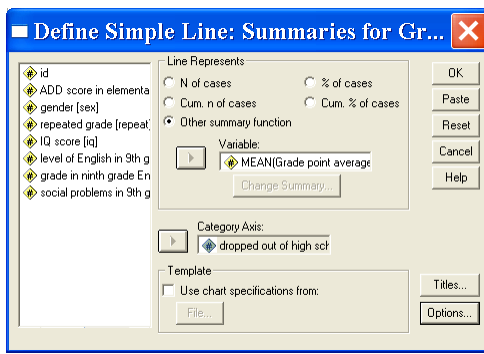 Define Simple Line: Summaries for Gr...
id
ADD score in elementa
gender [sex]
repeated grade [repeat]
IQ score [iq]
level of English in 9th g
grade in ninth grade En
social problems in 9th g
Line Represents
N of cases
% of cases
Cum. n of cases
Cum. % of cases
Other summary function
Variable:
MEAN(Grade point average
Change Summary...
Category Axis:
dropped out of high sch
Template
Use chart specifications from:
File...
OK
Paste
Reset
Cancel
Help
Titles...
Options...